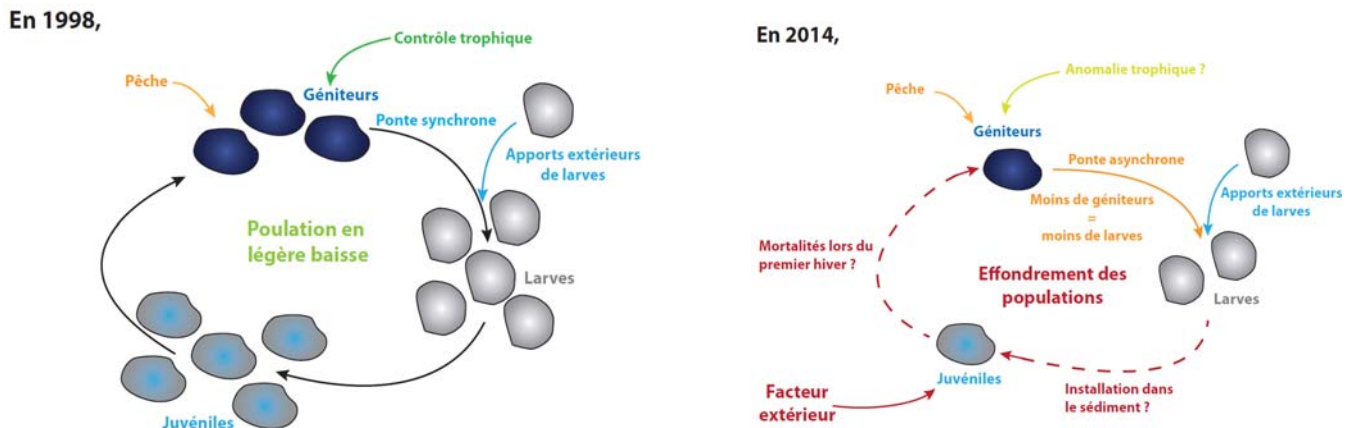 En 1998,
Contrôle trophique
Pêche
Géniteurs
Ponte synchrone
Apports extérieurs
de larves
Poulation en
légère baisse
Larves
Juvéniles
En 2014,
Anomalie trophique ?
Pêche
Géniteurs
Ponte asynchrone
Moins de géniteurs
=
moins de larves
Apports extérieurs
de larves
Mortalités lors du
premier hiver ?
Effondrement des
populations
Larves
Juvéniles
Installation dans
le sédiment ?
Facteur
extérieur